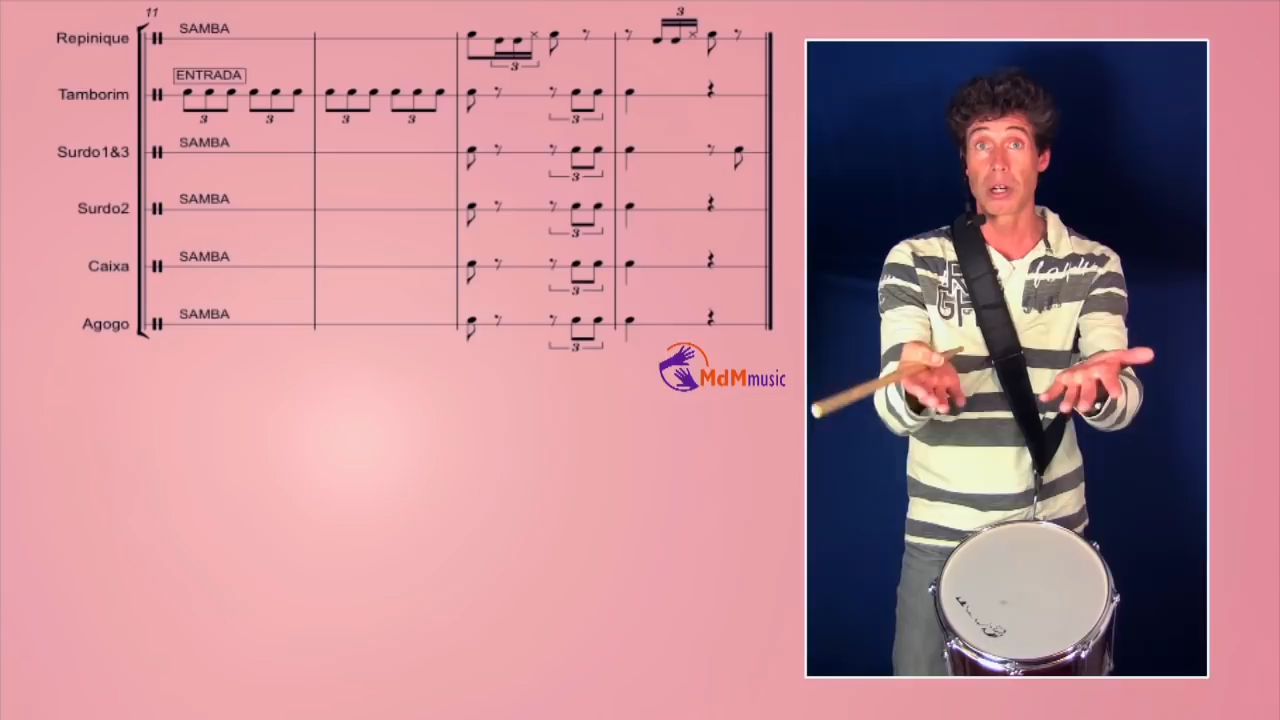 11
Repinique SAMBA 3 3
ENTRADA
Tamborim 3 3 3 3 3
Surdo1&3 SAMBA 3
Surdo2 SAMBA 3
Caixa SAMBA 3
Agogo SAMBA 3
MdMmusic